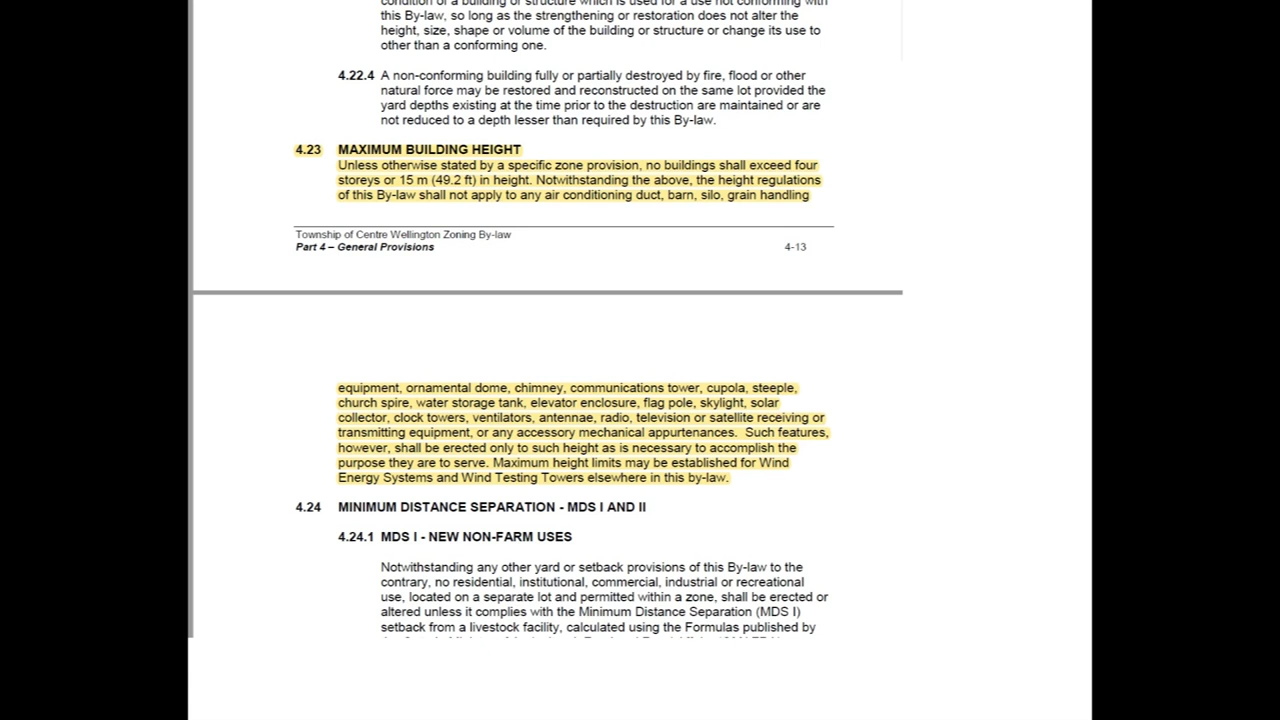 condition of a building or structure which is used for a use not conforming with
this By-law, so long as the strengthening or restoration does not alter the
height, size, shape or volume of the building or structure or change its use to
other than a conforming one.
4.22.4 A non-conforming building fully or partially destroyed by fire, flood or other
natural force may be restored and reconstructed on the same lot provided the
yard depths existing at the time prior to the destruction are maintained or are
not reduced to a depth lesser than required by this By-law.
4.23 MAXIMUM BUILDING HEIGHT
Unless otherwise stated by a specific zone provision, no buildings shall exceed four
storeys or 15 m (49.2 ft) in height. Notwithstanding the above, the height regulations
of this By-law shall not apply to any air conditioning duct, barn, silo, grain handling
Township of Centre Wellington Zoning By-law
Part 4 – General Provisions 4-13
equipment, ornamental dome, chimney, communications tower, cupola, steeple,
church spire, water storage tank, elevator enclosure, flag pole, skylight, solar
collector, clock towers, ventilators, antennae, radio, television or satellite receiving or
transmitting equipment, or any accessory mechanical appurtenances. Such features,
however, shall be erected only to such height as is necessary to accomplish the
purpose they are to serve. Maximum height limits may be established for Wind
Energy Systems and Wind Testing Towers elsewhere in this by-law.
4.24 MINIMUM DISTANCE SEPARATION - MDS I AND II
4.24.1 MDS I - NEW NON-FARM USES
Notwithstanding any other yard or setback provisions of this By-law to the
contrary, no residential, institutional, commercial, industrial or recreational
use, located on a separate lot and permitted within a zone, shall be erected or
altered unless it complies with the Minimum Distance Separation (MDS I)
setback from a livestock facility, calculated using the Formulas published by